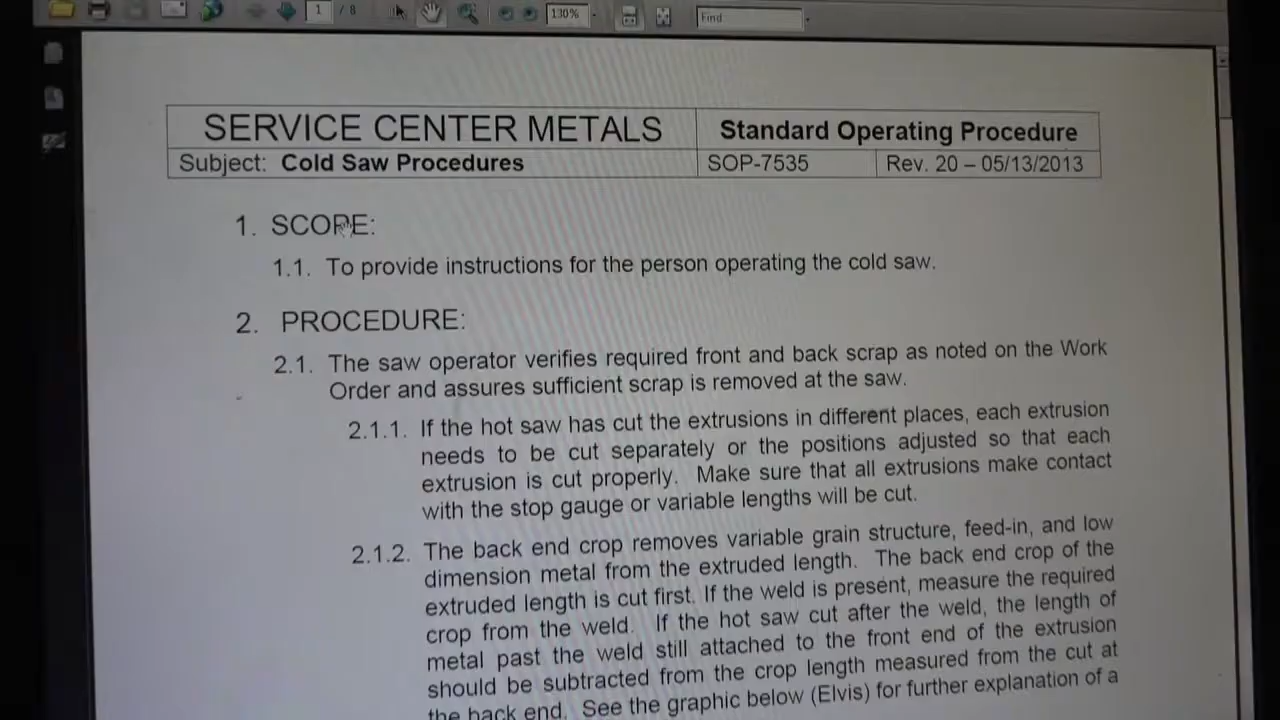 1 / 8
130%
Find
SERVICE CENTER METALS
Standard Operating Procedure
Subject: Cold Saw Procedures
SOP-7535
Rev. 20 – 05/13/2013
1. SCOPE:
1.1. To provide instructions for the person operating the cold saw.
2. PROCEDURE:
2.1. The saw operator verifies required front and back scrap as noted on the Work
Order and assures sufficient scrap is removed at the saw.
2.1.1. If the hot saw has cut the extrusions in different places, each extrusion
needs to be cut separately or the positions adjusted so that each
extrusion is cut properly. Make sure that all extrusions make contact
with the stop gauge or variable lengths will be cut.
2.1.2. The back end crop removes variable grain structure, feed-in, and low
dimension metal from the extruded length. The back end crop of the
extruded length is cut first. If the weld is present, measure the required
crop from the weld. If the hot saw cut after the weld, the length of
metal past the weld still attached to the front end of the extrusion
should be subtracted from the crop length measured from the cut at
the back end. See the graphic below (Elvis) for further explanation of a